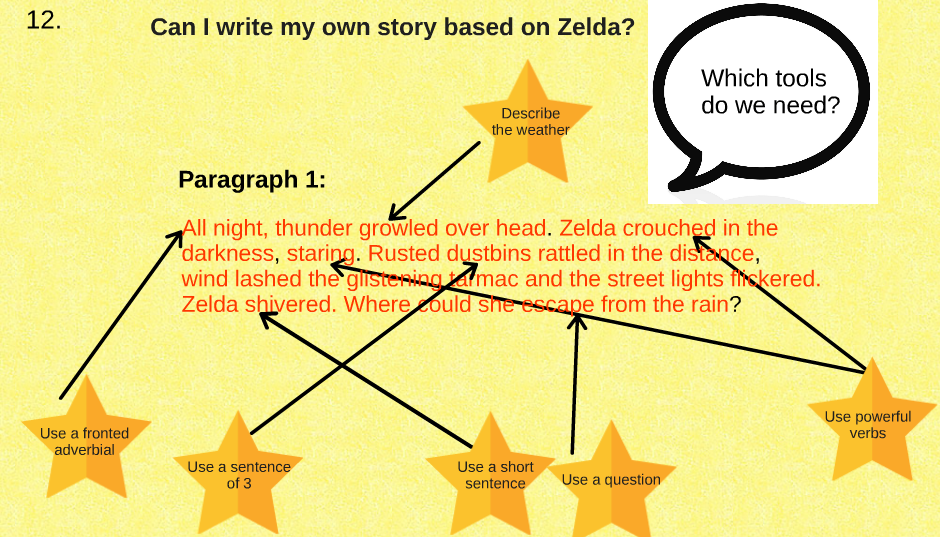 12.
Can I write my own story based on Zelda?
Which tools
do we need?
Describe
the weather
Paragraph 1:
All night, thunder growled over head. Zelda crouched in the
darkness, staring. Rusted dustbins rattled in the distance,
wind lashed the glistening tarmac and the street lights flickered.
Zelda shivered. Where could she escape from the rain?
Use a fronted
adverbial
Use a sentence
of 3
Use a short
sentence
Use a question
Use powerful
verbs